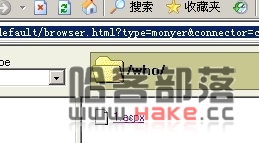 搜索 收藏夹
default/browser.html?type=monyer&connector=c
/who/
哈客部落
www.Hake.cc
1.aspx